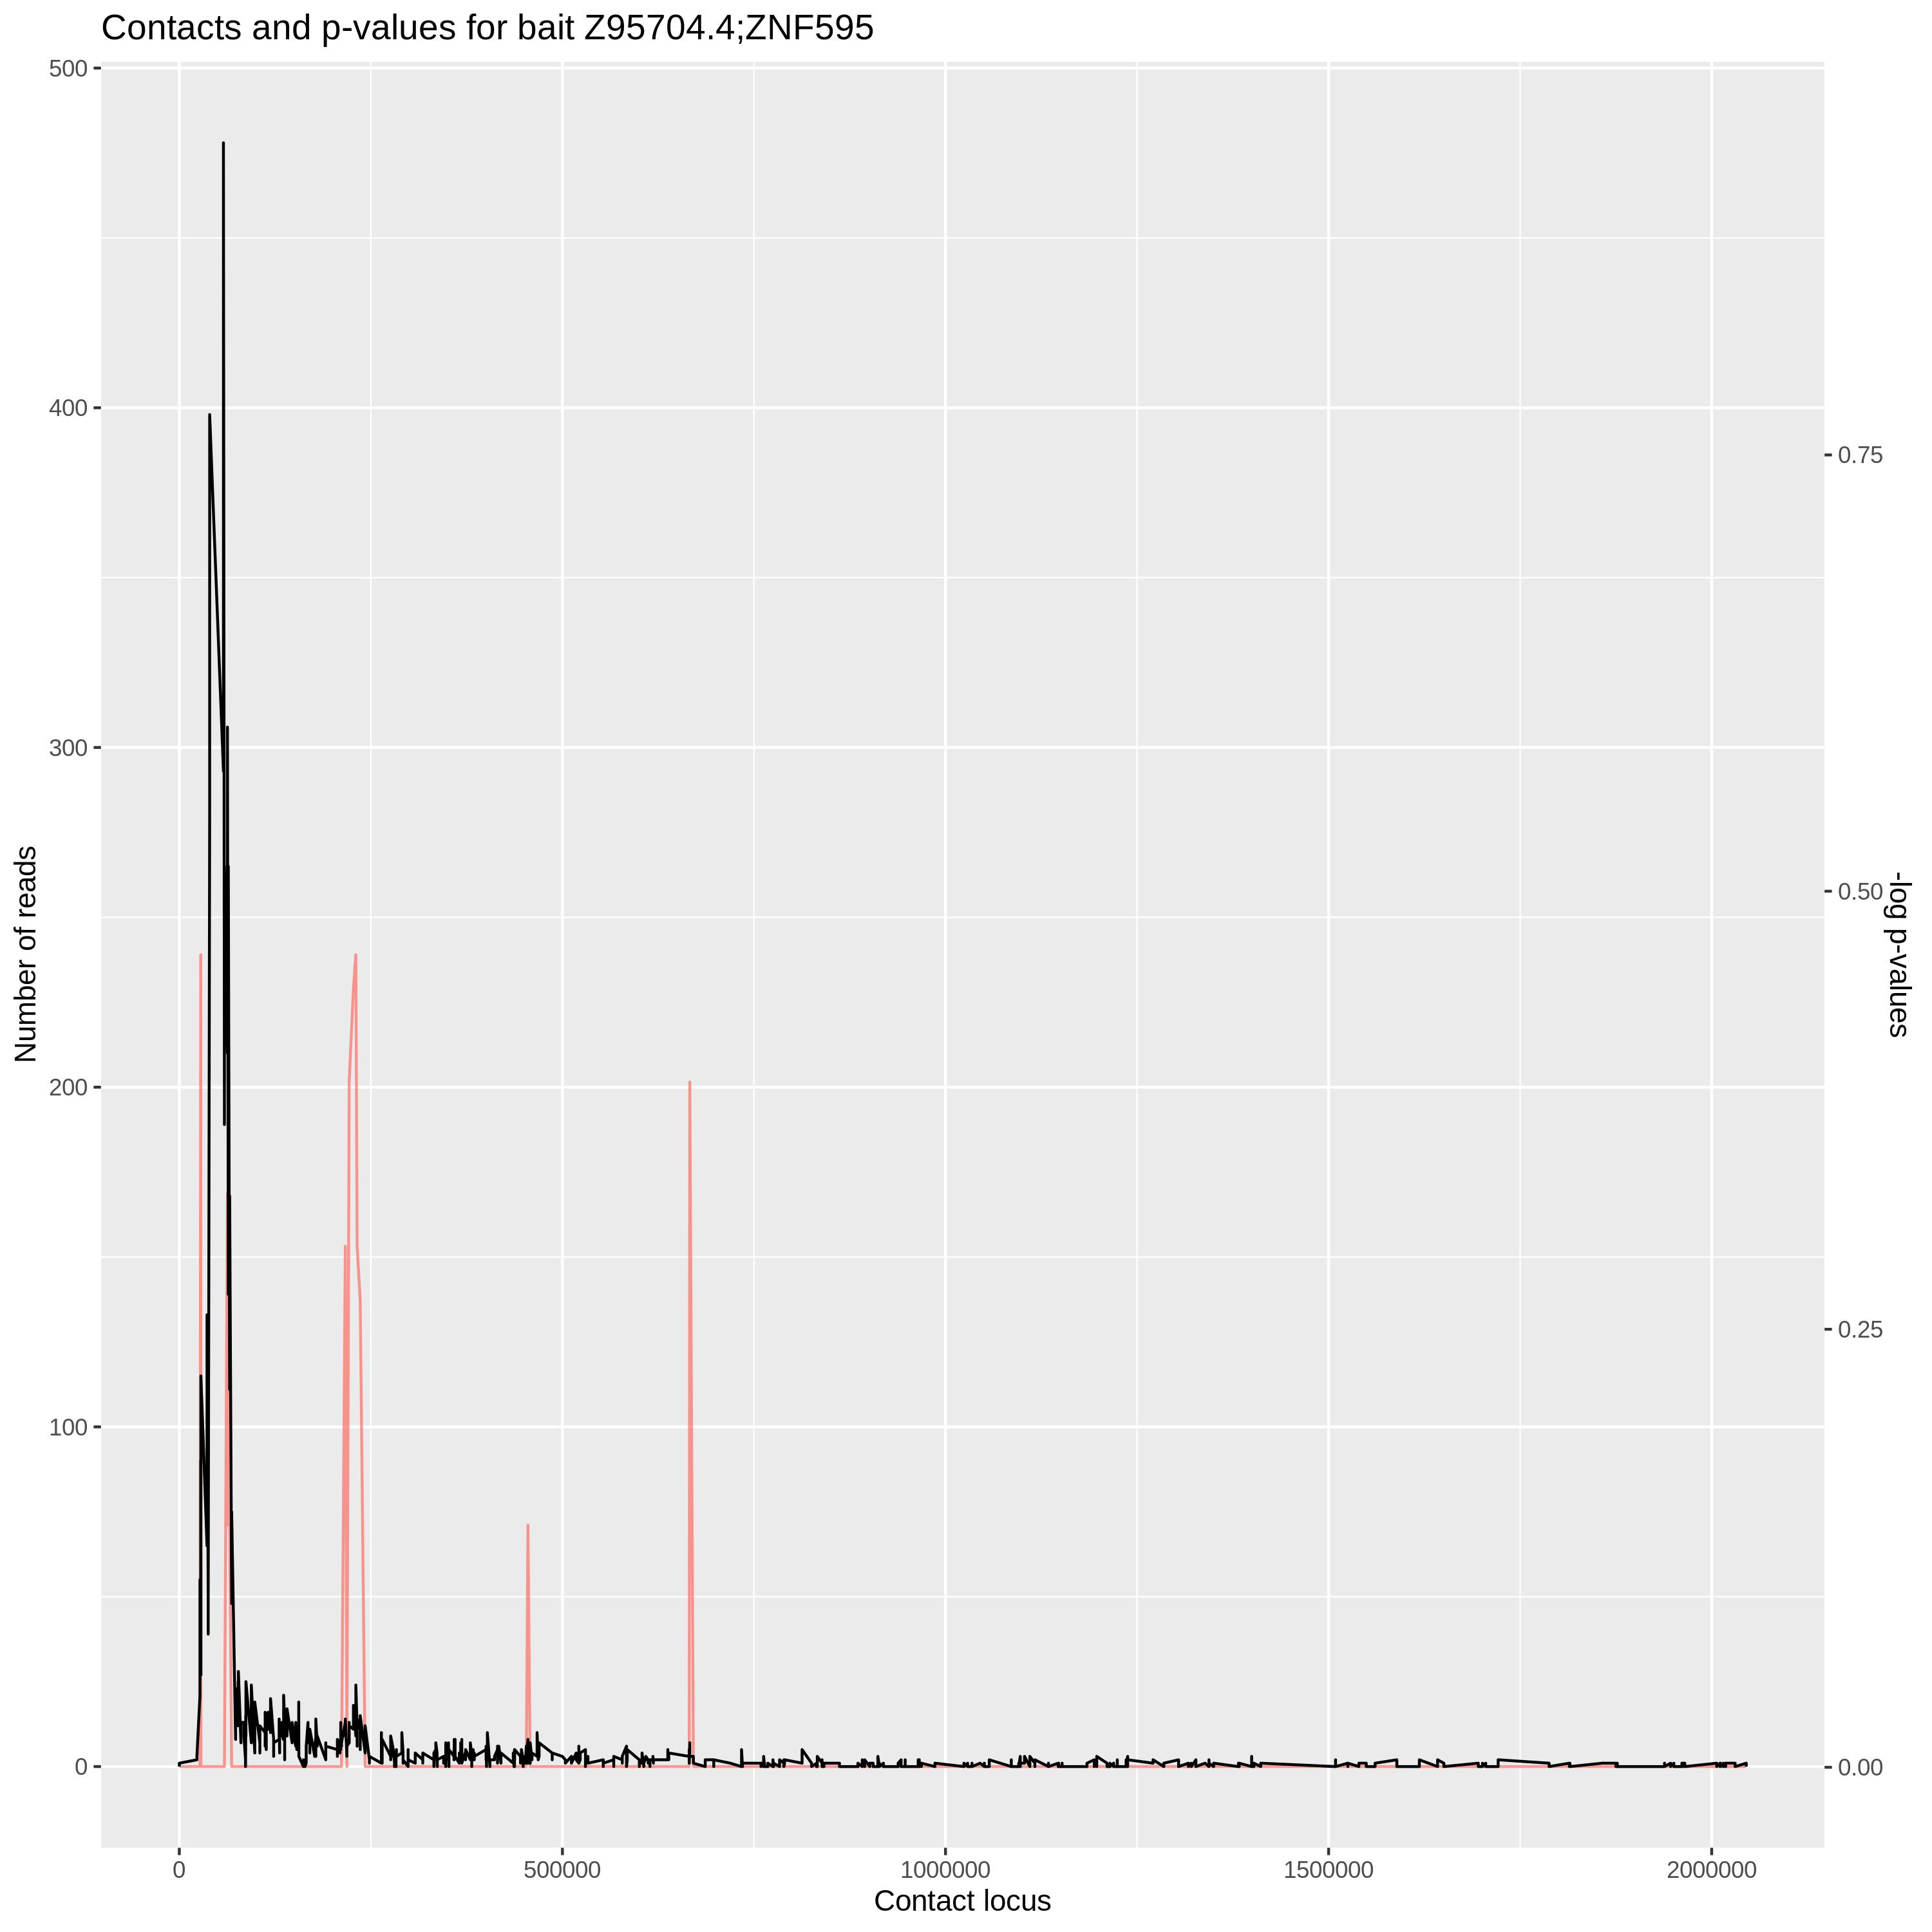 Contacts and p-values for bait Z95704.4;ZNF595
500
400
300
200
100
0
Number of reads
0.75
0.50
0.25
0.00
-log p-values
0 500000 1000000 1500000 2000000
Contact locus